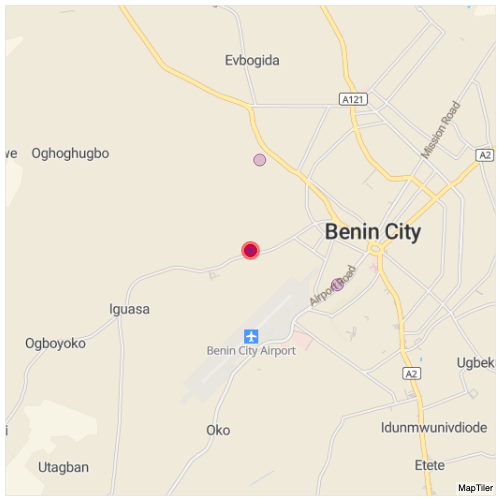 Evbogida
A121
Mission Road
we
Oghoghugbo
A2
Benin City
Airport Road
Iguasa
Ogboyoko
Benin City Airport
A2
Ugbek
Oko
Idunmwunivdiode
i
Utagban
Etete
MapTiler